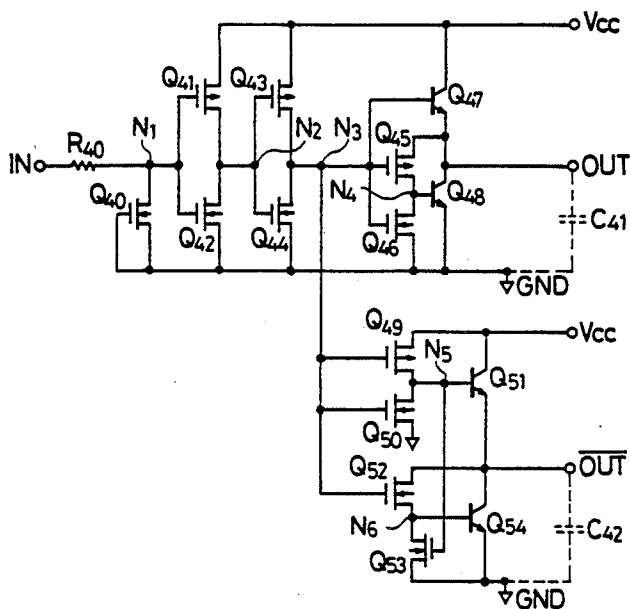 Vcc
Q41
Q43
Q47
N1
N2
N3
Q45
R40
IN
OUT
Q40
N4
Q48
Q42
Q44
Q46
C41
GND
Q49
Vcc
N5
Q51
Q50
Q52
OUT
N6
Q54
C42
Q53
GND